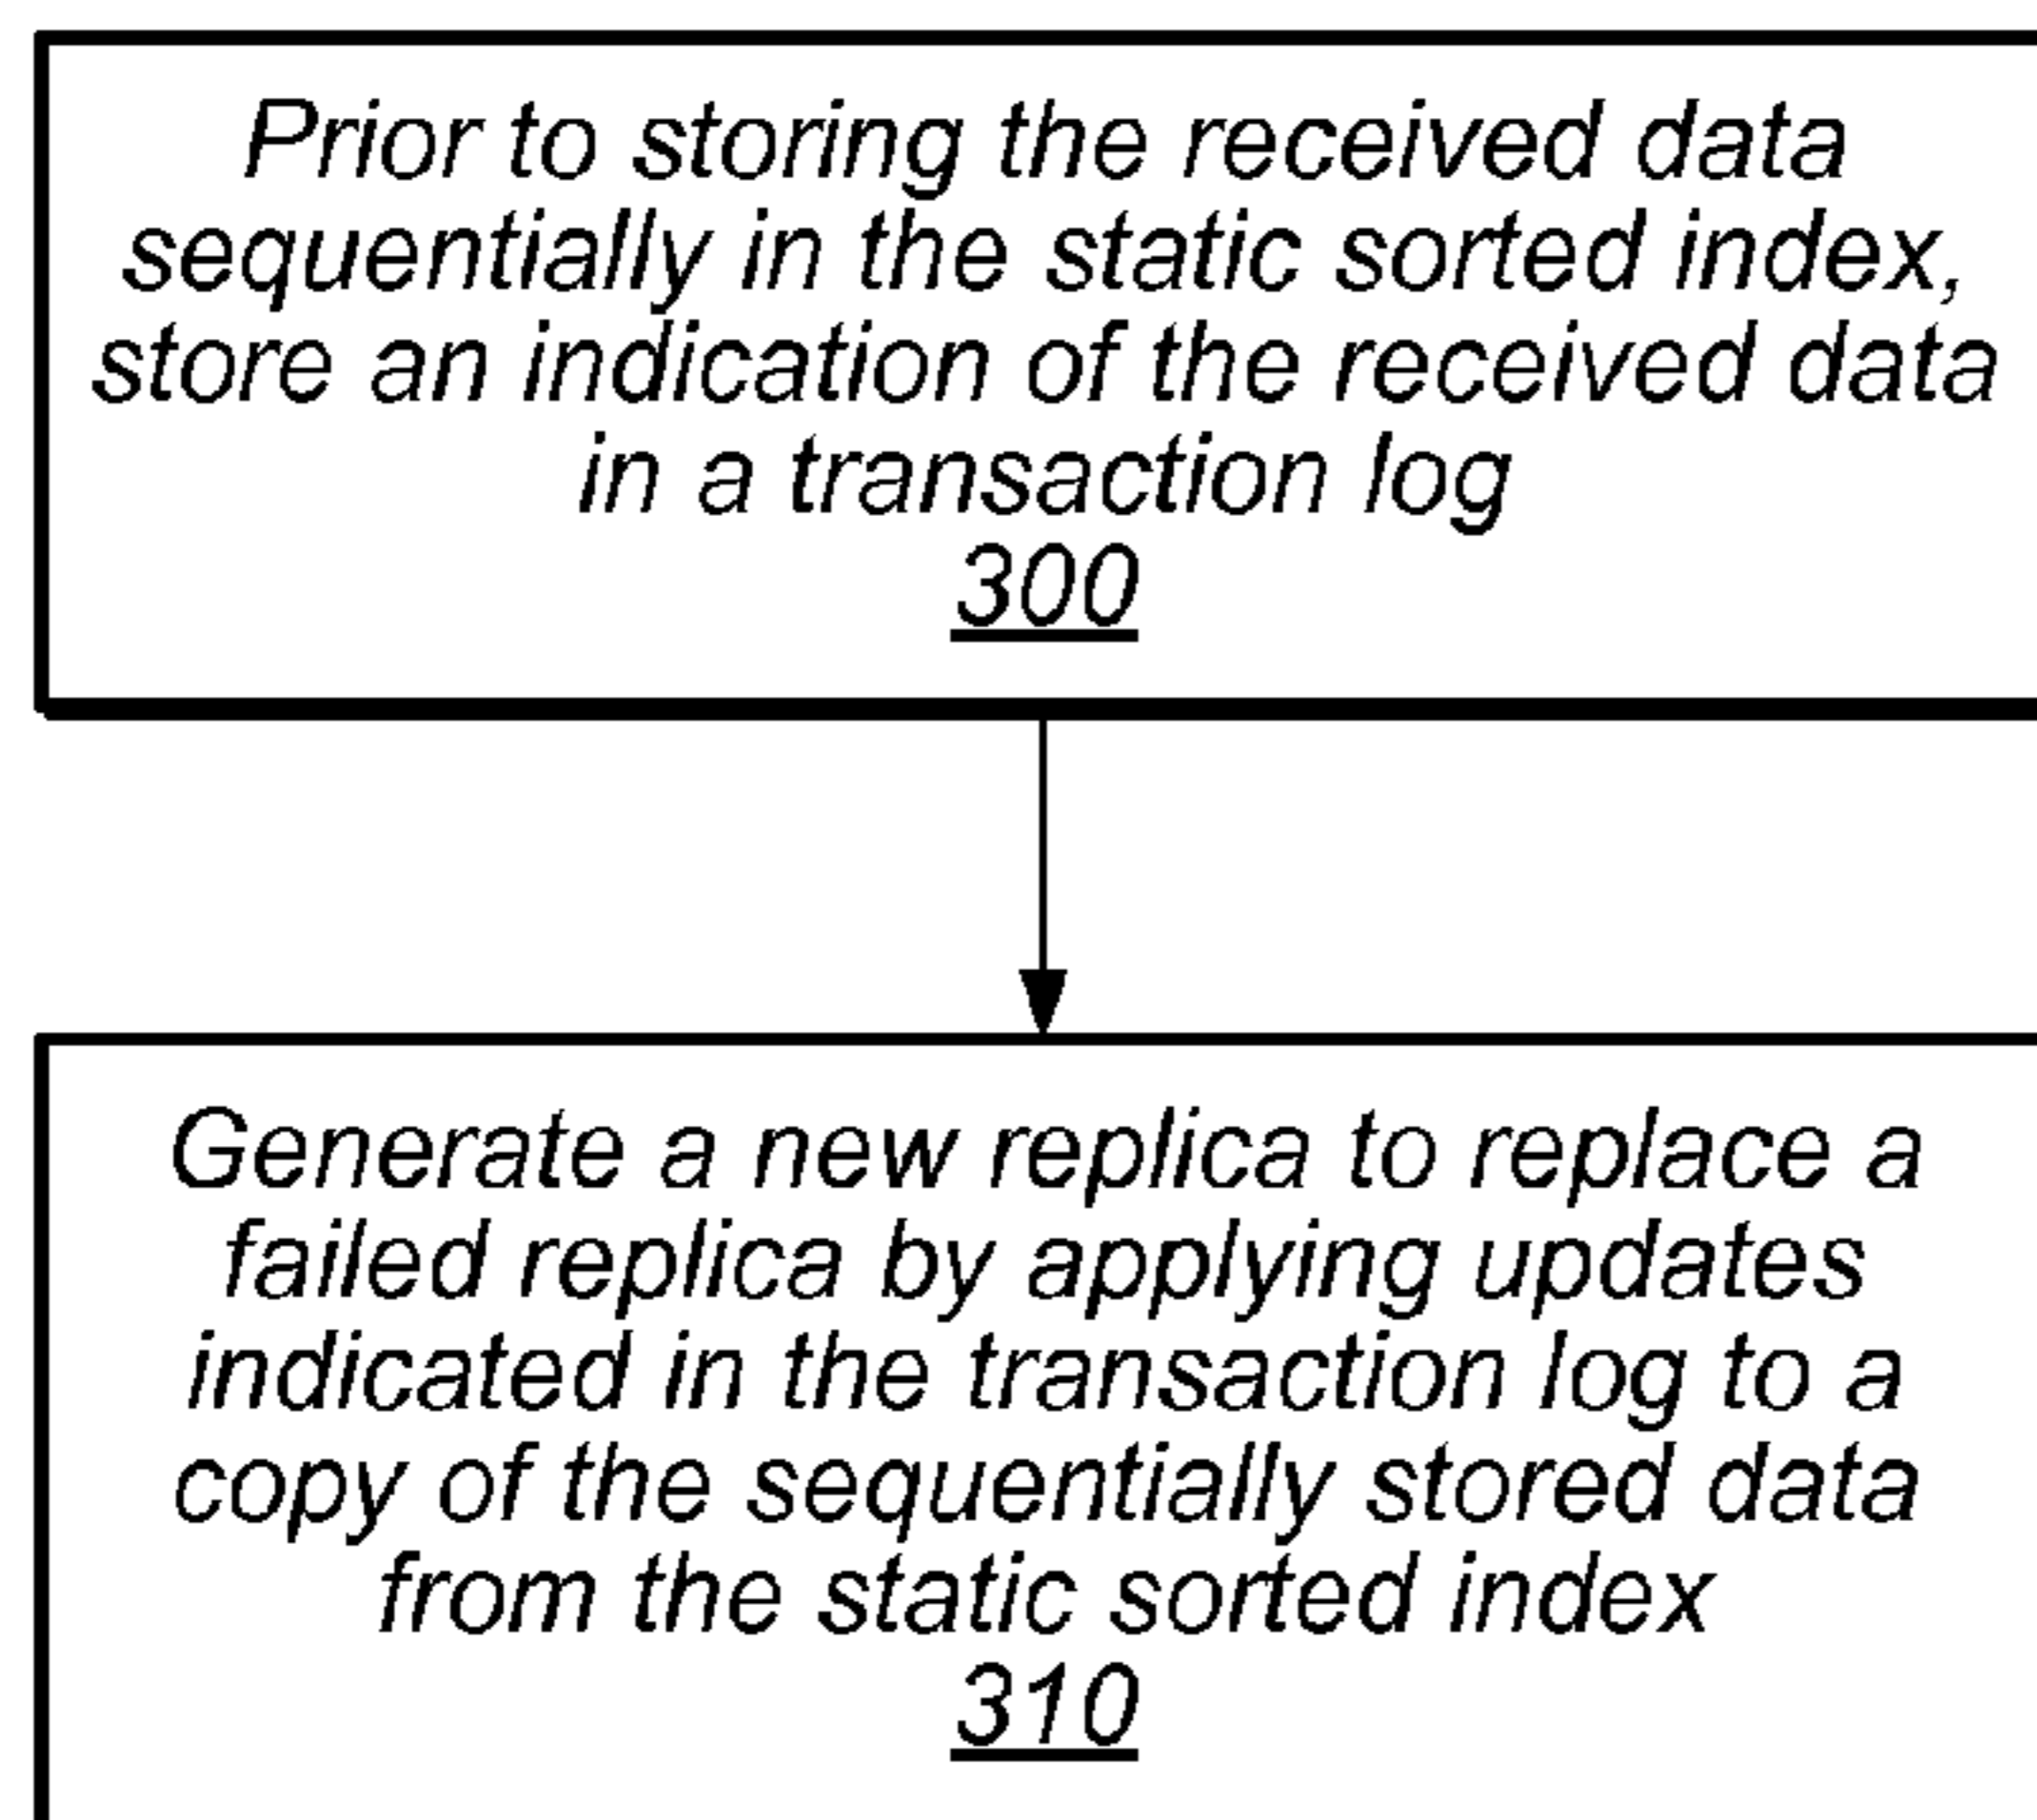 Prior to storing the received data
sequentially in the static sorted index,
store an indication of the received data
in a transaction log
300
Generate a new replica to replace a
failed replica by applying updates
indicated in the transaction log to a
copy of the sequentially stored data
from the static sorted index
310